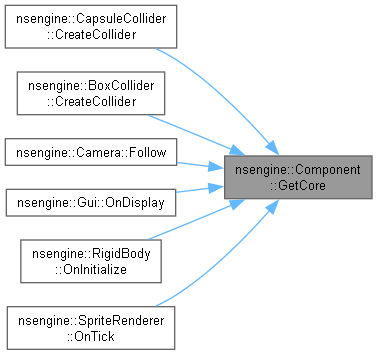 nsengine::CapsuleCollider
::CreateCollider
nsengine::BoxCollider
::CreateCollider
nsengine::Camera::Follow
nsengine::Component
::GetCore
nsengine::Gui::OnDisplay
nsengine::RigidBody
::OnInitialize
nsengine::SpriteRenderer
::OnTick